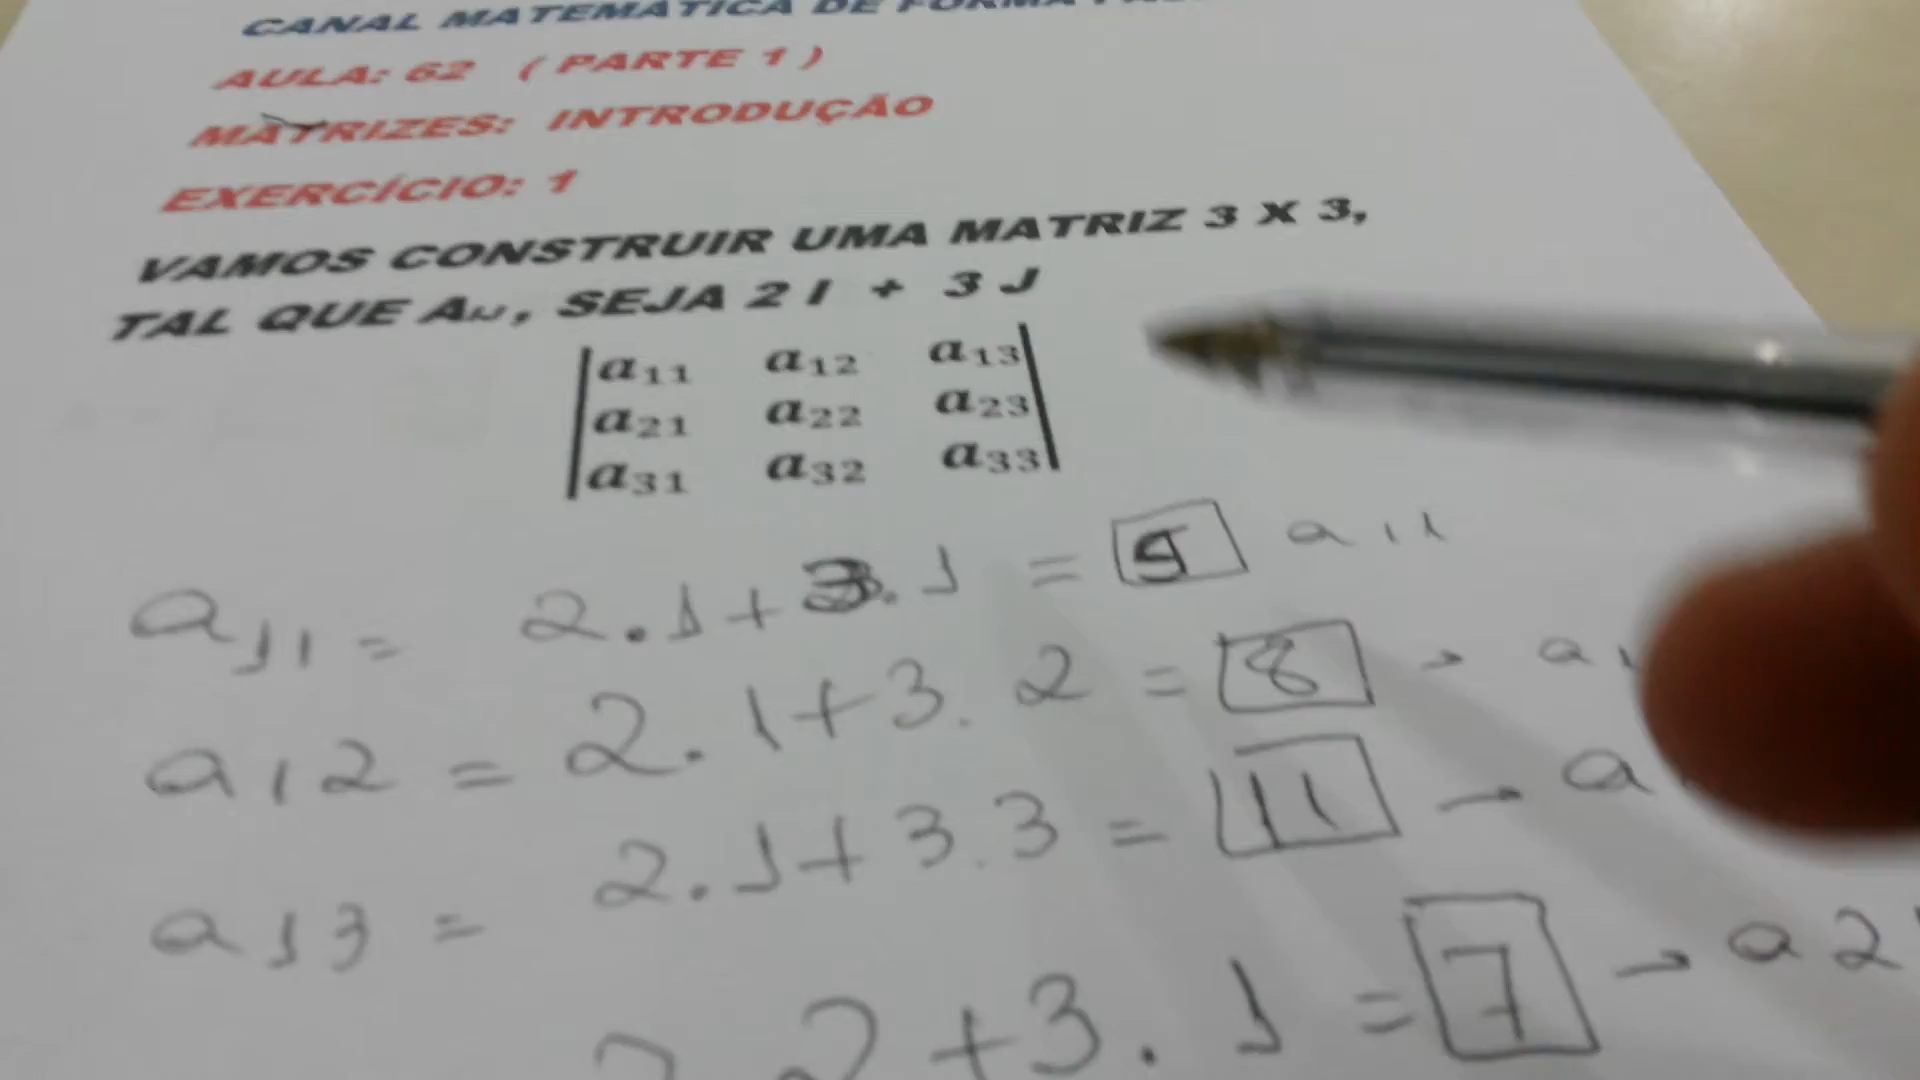 CANAL MATEMÁTICA DE FORMA
AULA: 62 ( PARTE 1 )
MATRIZES: INTRODUÇÃO
EXERCÍCIO: 1
VAMOS CONSTRUIR UMA MATRIZ 3 X 3,
TAL QUE AIJ, SEJA 2 I + 3 J
a11 a12 a13
a21 a22 a23
a31 a32 a33
a11 = 2.1+3.1 = 5 a11
a12 = 2.1+3.2 = 8 → a1
a13 = 2.1+3.3 = 11 → a
2.2+3.1 = 7 → a2